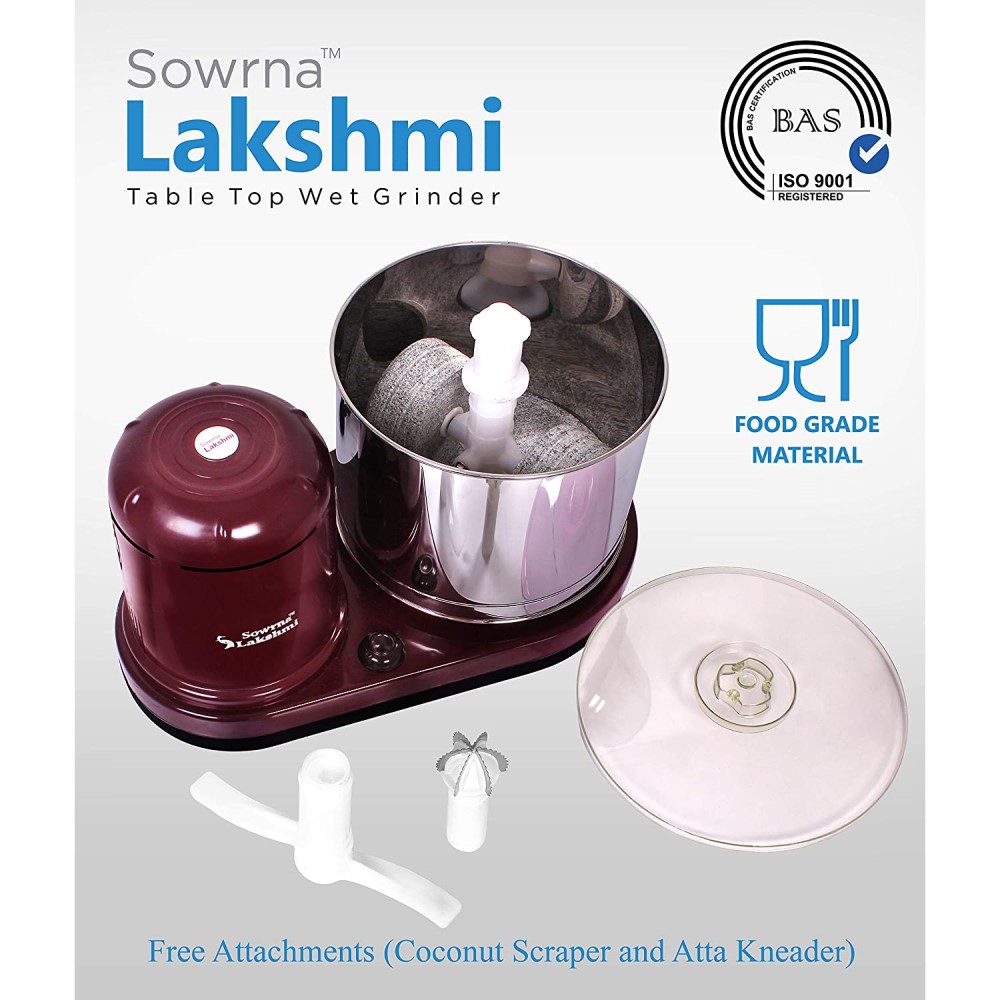 Sowrna™
Lakshmi
Table Top Wet Grinder
BAS CERTIFICATION
BAS
ISO 9001
REGISTERED
FOOD GRADE
MATERIAL
Sowrna
Lakshmi
Sowrna™
Lakshmi
Free Attachments (Coconut Scraper and Atta Kneader)